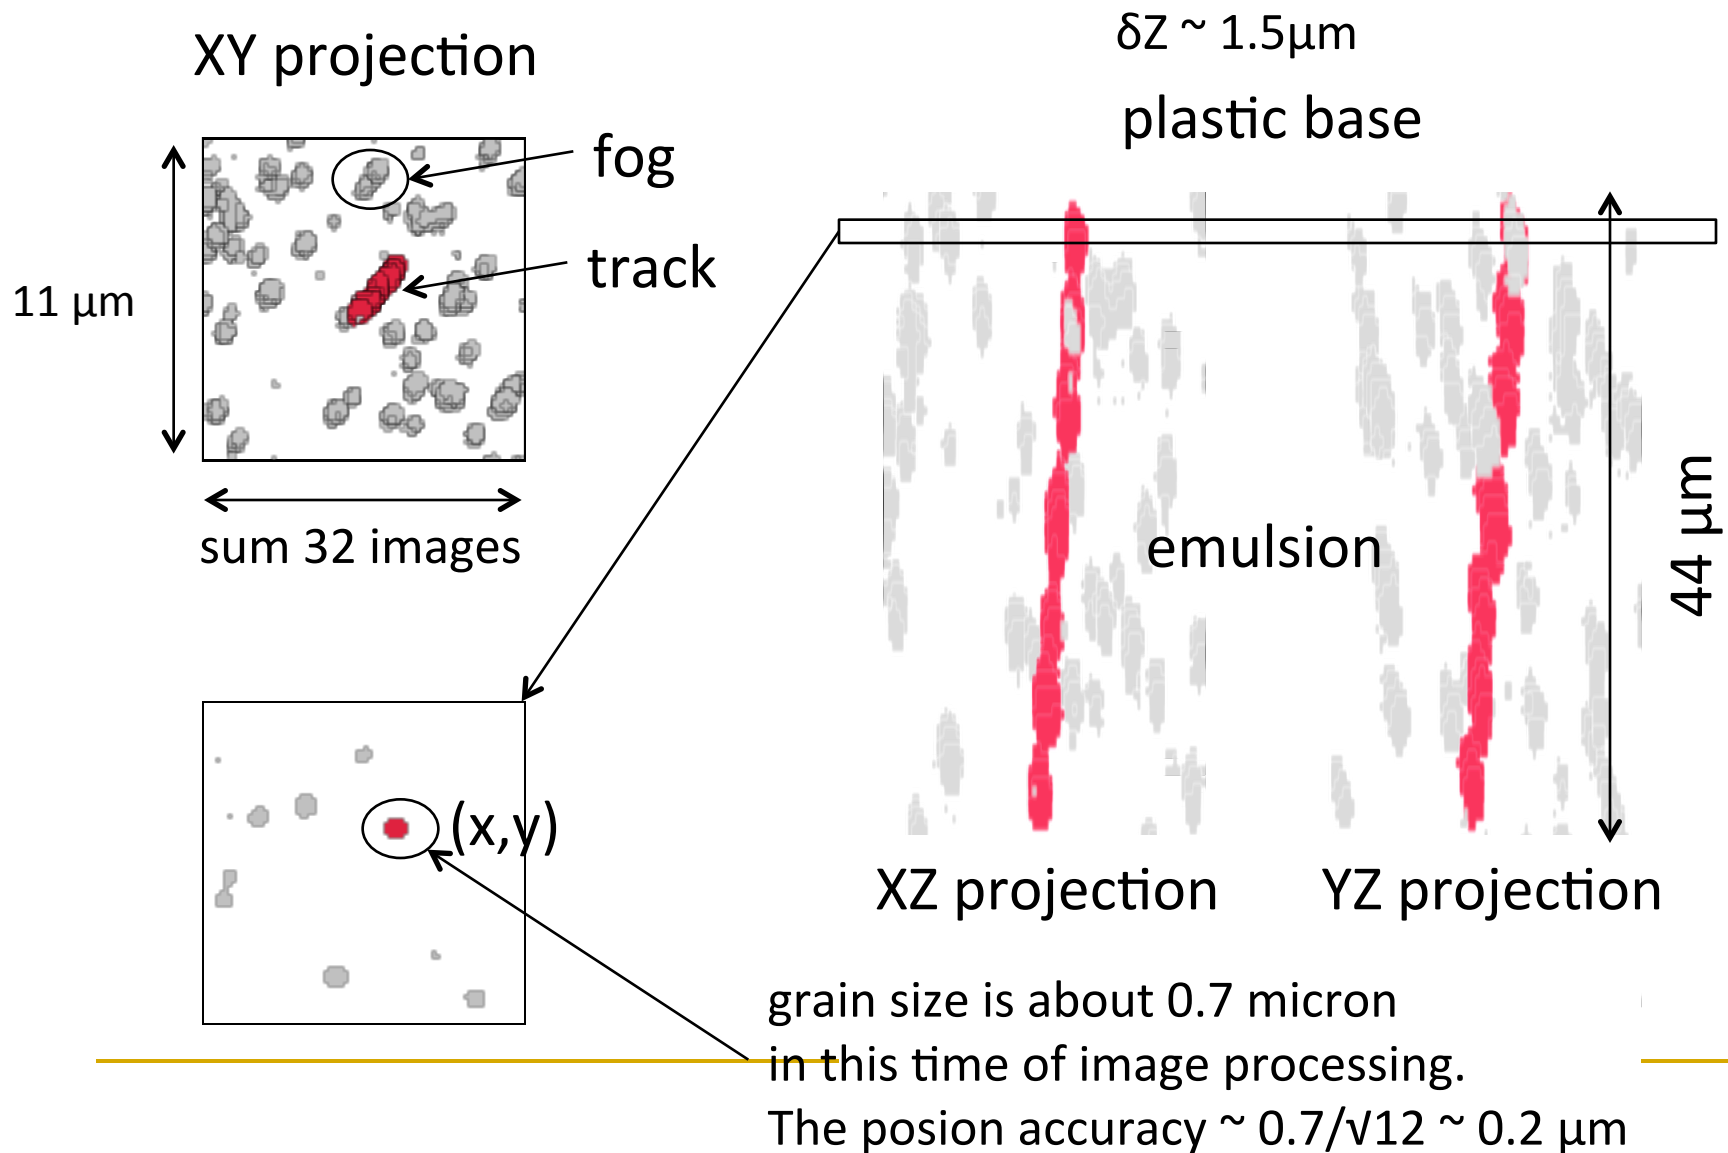 XY projection
δZ ~ 1.5μm
plastic base
fog
track
11 μm
sum 32 images
emulsion
44 μm
(x,y)
XZ projection
YZ projection
grain size is about 0.7 micron
in this time of image processing.
The posion accuracy ~ 0.7/√12 ~ 0.2 μm